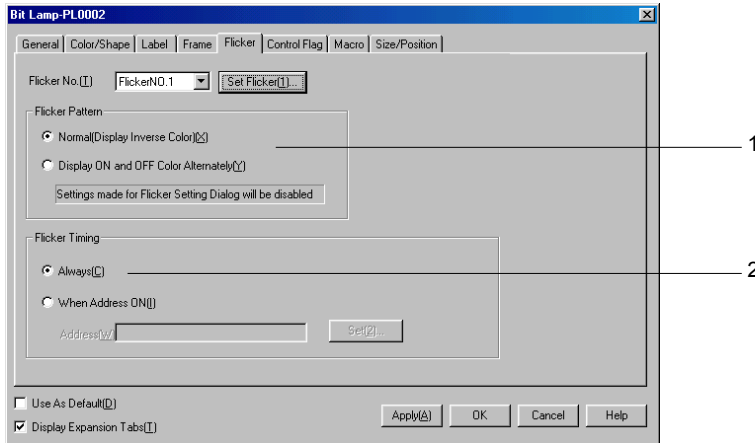 Bit Lamp-PL0002
General Color/Shape Label Frame Flicker Control Flag Macro Size/Position
Flicker No.(T) FlickerNO.1 Set Flicker(1)...
Flicker Pattern
Normal(Display Inverse Color)(X)
1
Display ON and OFF Color Alternately(Y)
Settings made for Flicker Setting Dialog will be disabled
Flicker Timing
Always(C)
2
When Address ON(I)
Address(W) Set(2)...
Use As Default(D)
Display Expansion Tabs(T)
Apply(A) OK Cancel Help